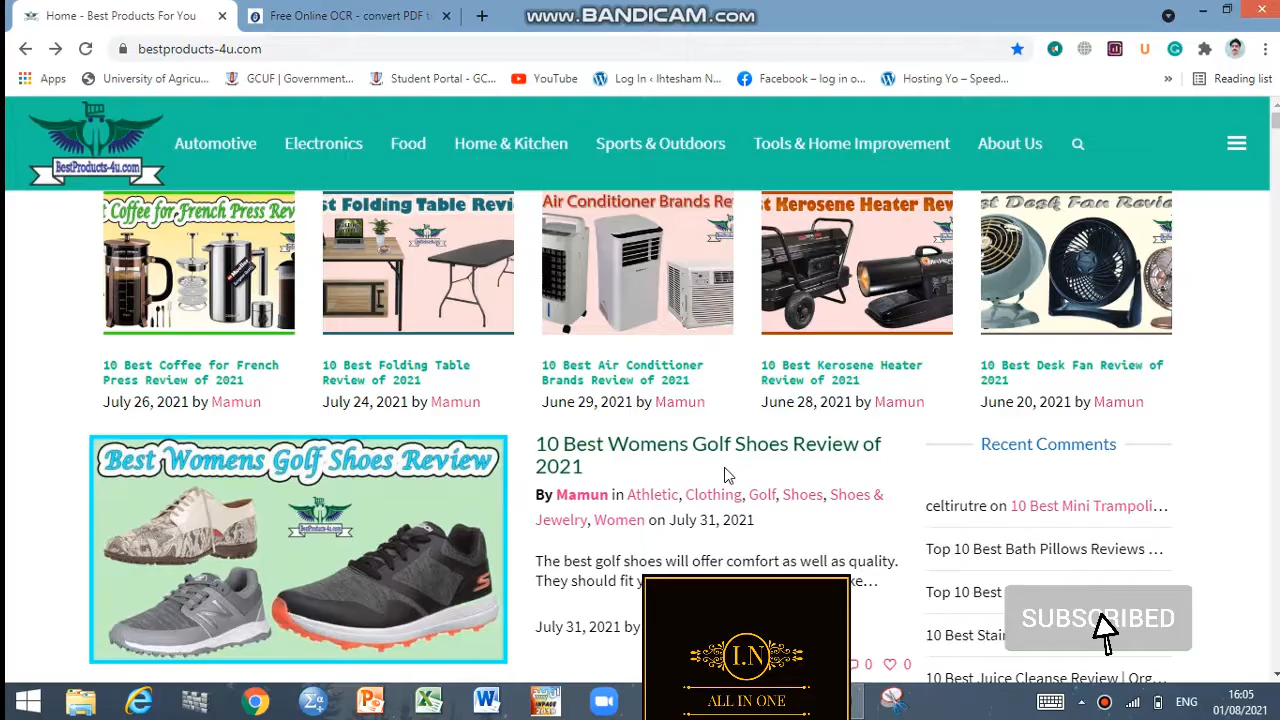 Home - Best Products For You
Free Online OCR - convert PDF t
WWW.BANDICAM.COM
bestproducts-4u.com
Apps
University of Agricu...
GCUF | Government...
Student Portal - GC...
YouTube
Log In ‹ Ihtesham N...
Facebook – log in o...
Hosting Yo – Speed...
»
Reading list
BestProducts-4u.com
Automotive
Electronics
Food
Home & Kitchen
Sports & Outdoors
Tools & Home Improvement
About Us
t Coffee for French Press Rev
st Folding Table Revi
Air Conditioner Brands Re
st Kerosene Heater Rev
st Desk Fan Review
10 Best Coffee for French
Press Review of 2021
July 26, 2021 by Mamun
10 Best Folding Table
Review of 2021
July 24, 2021 by Mamun
10 Best Air Conditioner
Brands Review of 2021
June 29, 2021 by Mamun
10 Best Kerosene Heater
Review of 2021
June 28, 2021 by Mamun
10 Best Desk Fan Review of
2021
June 20, 2021 by Mamun
Best Womens Golf Shoes Review
10 Best Womens Golf Shoes Review of
2021
By Mamun in Athletic, Clothing, Golf, Shoes, Shoes &
Jewelry, Women on July 31, 2021
The best golf shoes will offer comfort as well as quality.
They should fit ke...
July 31, 2021 by
0 0
Recent Comments
celtirutre on 10 Best Mini Trampoli...
Top 10 Best Bath Pillows Reviews ...
Top 10 Best
10 Best Stai
10 Best Juice Cleanse Review | Org...
SUBSCRIBED
I.N
ALL IN ONE
ENG
16:05
01/08/2021